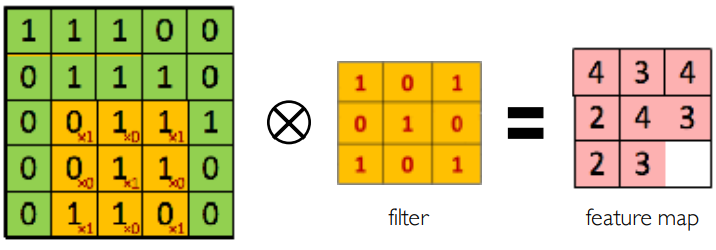 1 1 1 0 0
0 1 1 1 0
0 0×1 1×0 1×1 1
0 0×0 1×1 1×0 0
0 1×1 1×0 0×1 0
⊗
1 0 1
0 1 0
1 0 1
filter
=
4 3 4
2 4 3
2 3
feature map